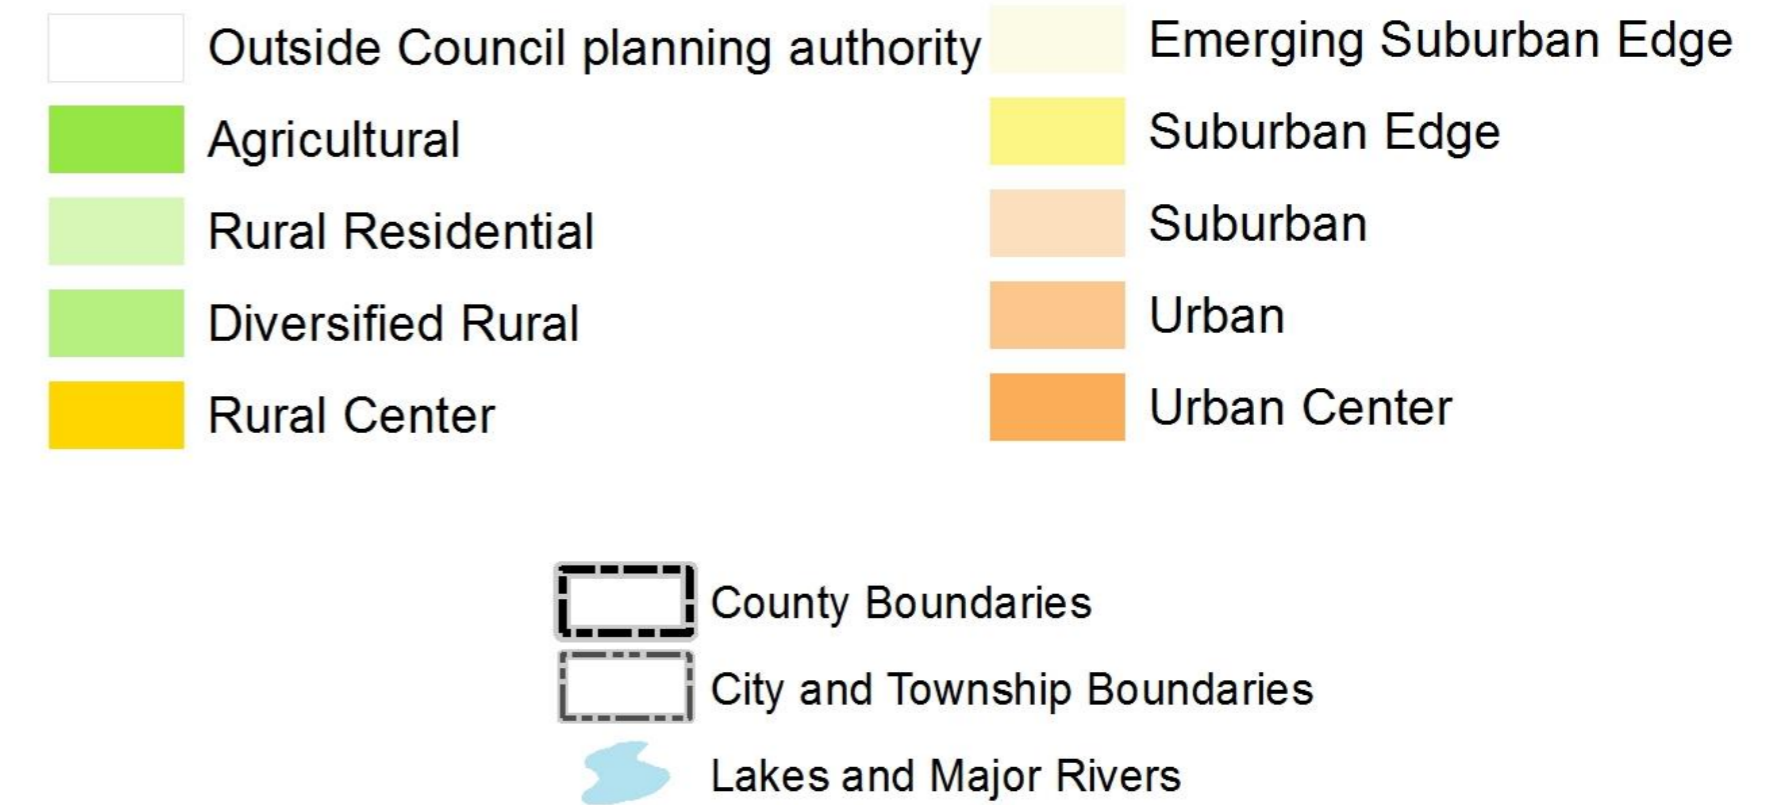 Outside Council planning authority
Agricultural
Rural Residential
Diversified Rural
Rural Center
Emerging Suburban Edge
Suburban Edge
Suburban
Urban
Urban Center
County Boundaries
City and Township Boundaries
Lakes and Major Rivers